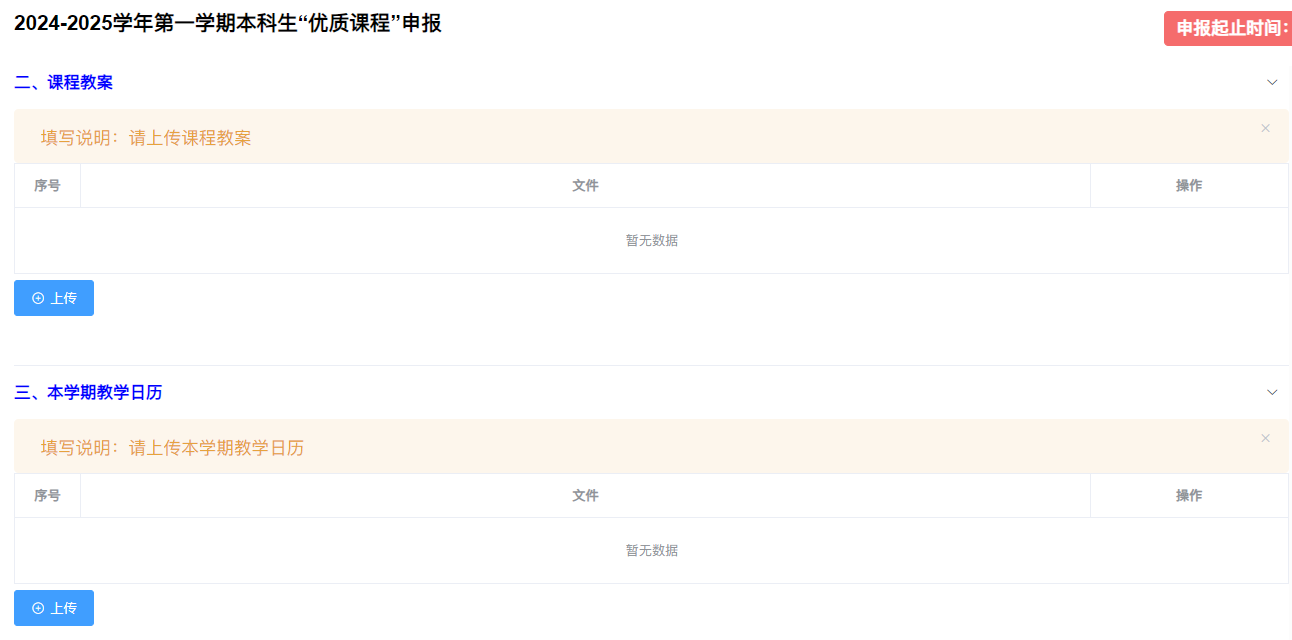 2024-2025学年第一学期本科生“优质课程”申报
申报起止时间：
二、课程教案
填写说明：请上传课程教案
序号 文件 操作
暂无数据
上传
三、本学期教学日历
填写说明：请上传本学期教学日历
序号 文件 操作
暂无数据
上传